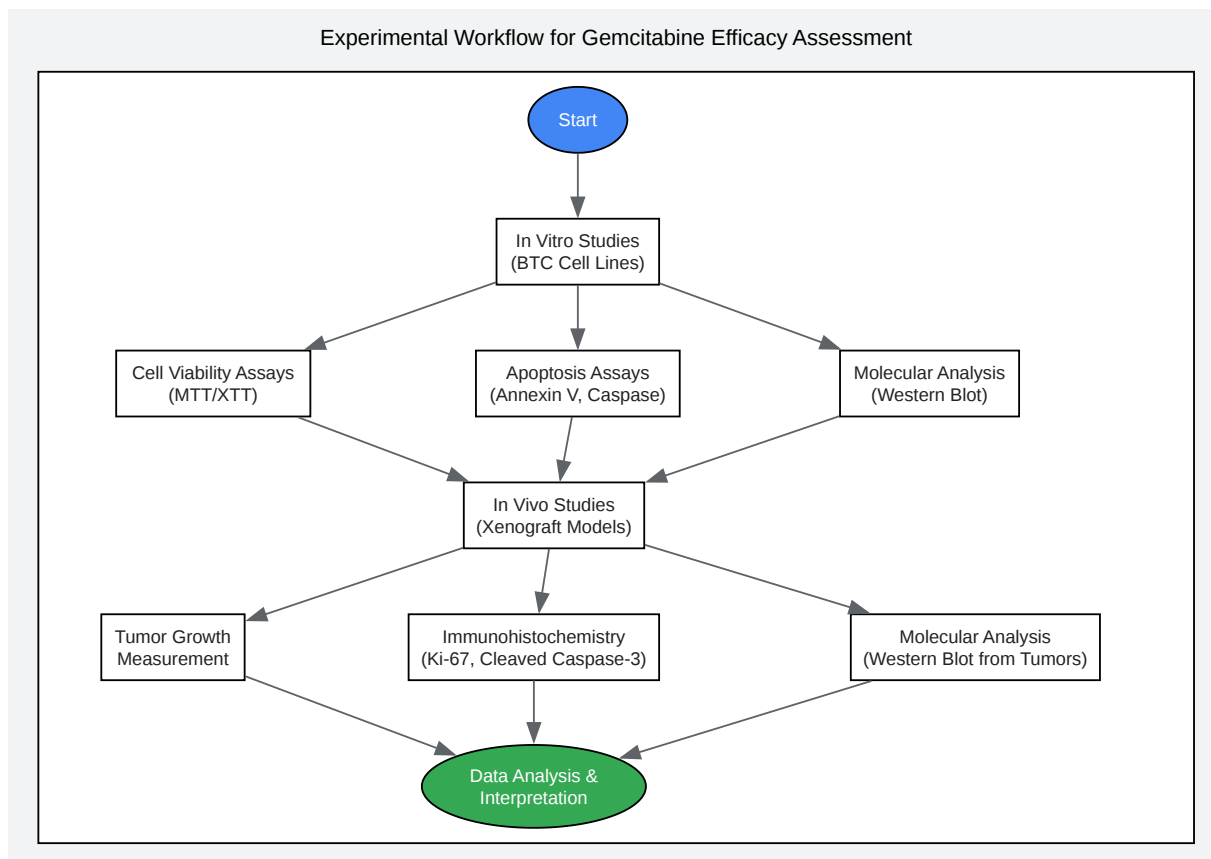 Experimental Workflow for Gemcitabine Efficacy Assessment
Start
In Vitro Studies
(BTC Cell Lines)
Cell Viability Assays
(MTT/XTT)
Apoptosis Assays
(Annexin V, Caspase)
Molecular Analysis
(Western Blot)
In Vivo Studies
(Xenograft Models)
Tumor Growth
Measurement
Immunohistochemistry
(Ki-67, Cleaved Caspase-3)
Molecular Analysis
(Western Blot from Tumors)
Data Analysis &
Interpretation